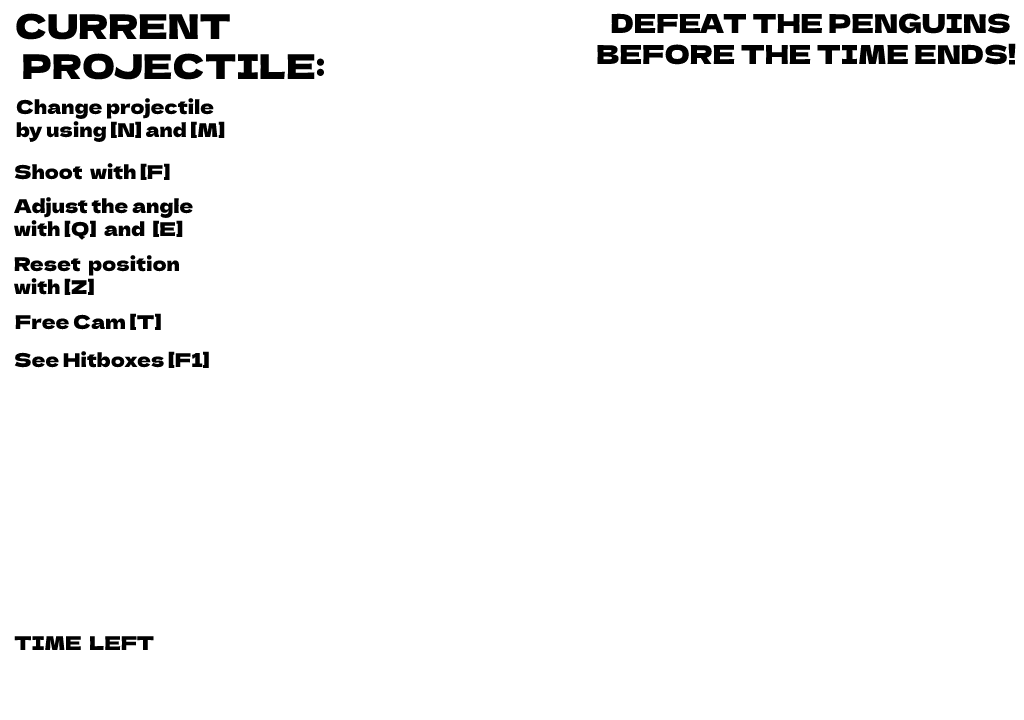 CURRENT
PROJECTILE:
Change projectile
by using [N] and [M]
Shoot with [F]
Adjust the angle
with [Q] and [E]
Reset position
with [Z]
Free Cam [T]
See Hitboxes [F1]
TIME LEFT
DEFEAT THE PENGUINS
BEFORE THE TIME ENDS!